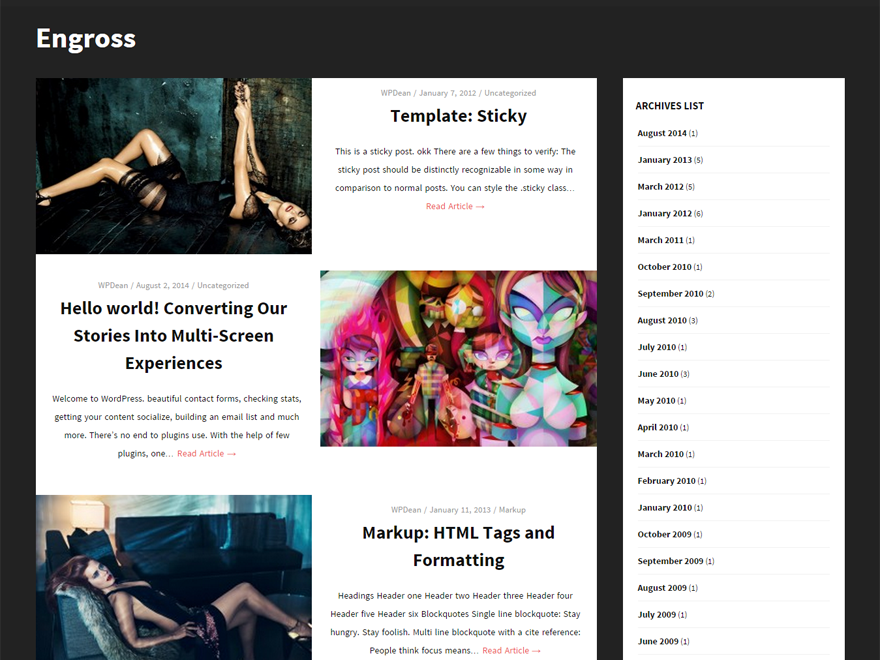 Engross
WPDean / January 7, 2012 / Uncategorized
Template: Sticky
This is a sticky post. okk There are a few things to verify: The
sticky post should be distinctly recognizable in some way in
comparison to normal posts. You can style the .sticky class…
Read Article →
WPDean / August 2, 2014 / Uncategorized
Hello world! Converting Our
Stories Into Multi-Screen
Experiences
Welcome to WordPress. beautiful contact forms, checking stats,
getting your content socialize, building an email list and much
more. There's no end to plugins use. With the help of few
plugins, one… Read Article →
WPDean / January 11, 2013 / Markup
Markup: HTML Tags and
Formatting
Headings Header one Header two Header three Header four
Header five Header six Blockquotes Single line blockquote: Stay
hungry. Stay foolish. Multi line blockquote with a cite reference:
People think focus means… Read Article →
ARCHIVES LIST
August 2014 (1)
January 2013 (5)
March 2012 (5)
January 2012 (6)
March 2011 (1)
October 2010 (1)
September 2010 (2)
August 2010 (3)
July 2010 (1)
June 2010 (3)
May 2010 (1)
April 2010 (1)
March 2010 (1)
February 2010 (1)
January 2010 (1)
October 2009 (1)
September 2009 (1)
August 2009 (1)
July 2009 (1)
June 2009 (1)